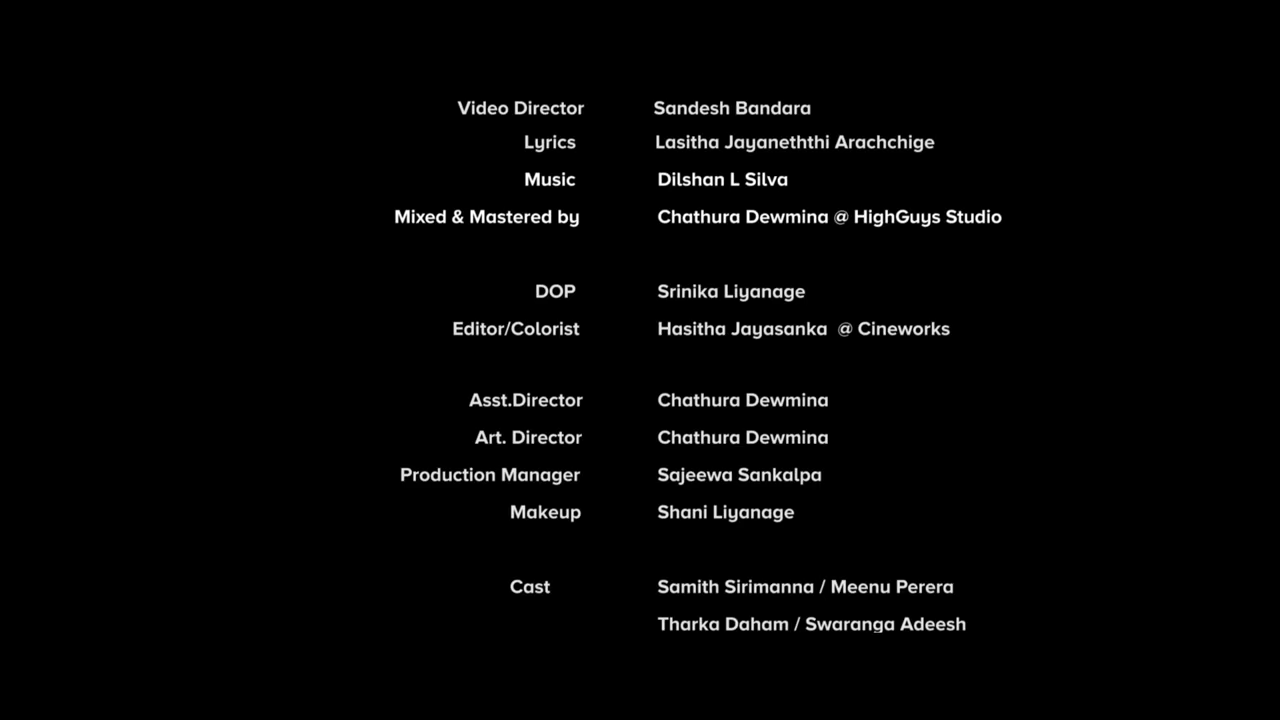 Video Director Sandesh Bandara
Lyrics Lasitha Jayaneththi Arachchige
Music Dilshan L Silva
Mixed & Mastered by Chathura Dewmina @ HighGuys Studio
DOP Srinika Liyanage
Editor/Colorist Hasitha Jayasanka @ Cineworks
Asst.Director Chathura Dewmina
Art. Director Chathura Dewmina
Production Manager Sajeewa Sankalpa
Makeup Shani Liyanage
Cast Samith Sirimanna / Meenu Perera
Tharka Daham / Swaranga Adeesh